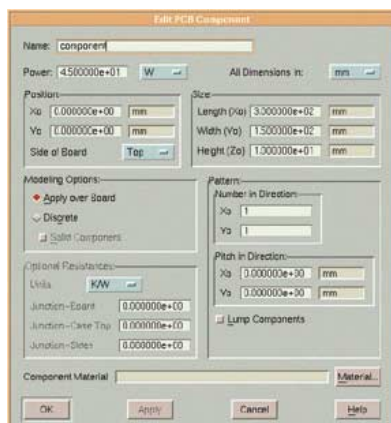 Edit PCB Component
Name: component
Power: 4.500000e+01 W All Dimensions in: mm
Position:
Xo 0.000000e+00 mm
Yo 0.000000e+00 mm
Side of Board Top
Size:
Length (Xo) 3.000000e+02 mm
Width (Yo) 1.500000e+02 mm
Height (Zo) 1.000000e+01 mm
Modeling Options:
Apply over Board
Discrete
Solid Component
Optional Resistances:
Units K/W
Junction-Board 0.000000e+00
Junction-Case Top 0.000000e+00
Junction-Sides 0.000000e+00
Pattern:
Number in Direction:
Xo 1
Yo 1
Pitch in Direction:
Xo 0.000000e+00 mm
Yo 0.000000e+00 mm
Lump Components
Component Material Material...
OK Apply Cancel Help